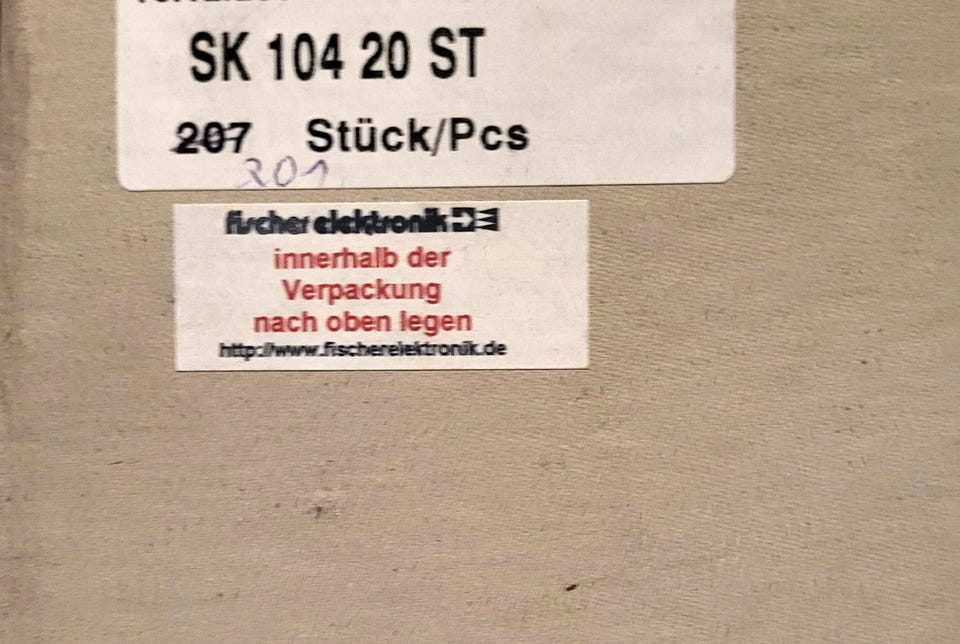 SK 104 20 ST
207 Stück/Pcs
201
fischer elektronik
innerhalb der
Verpackung
nach oben legen
http://www.fischerelektronik.de